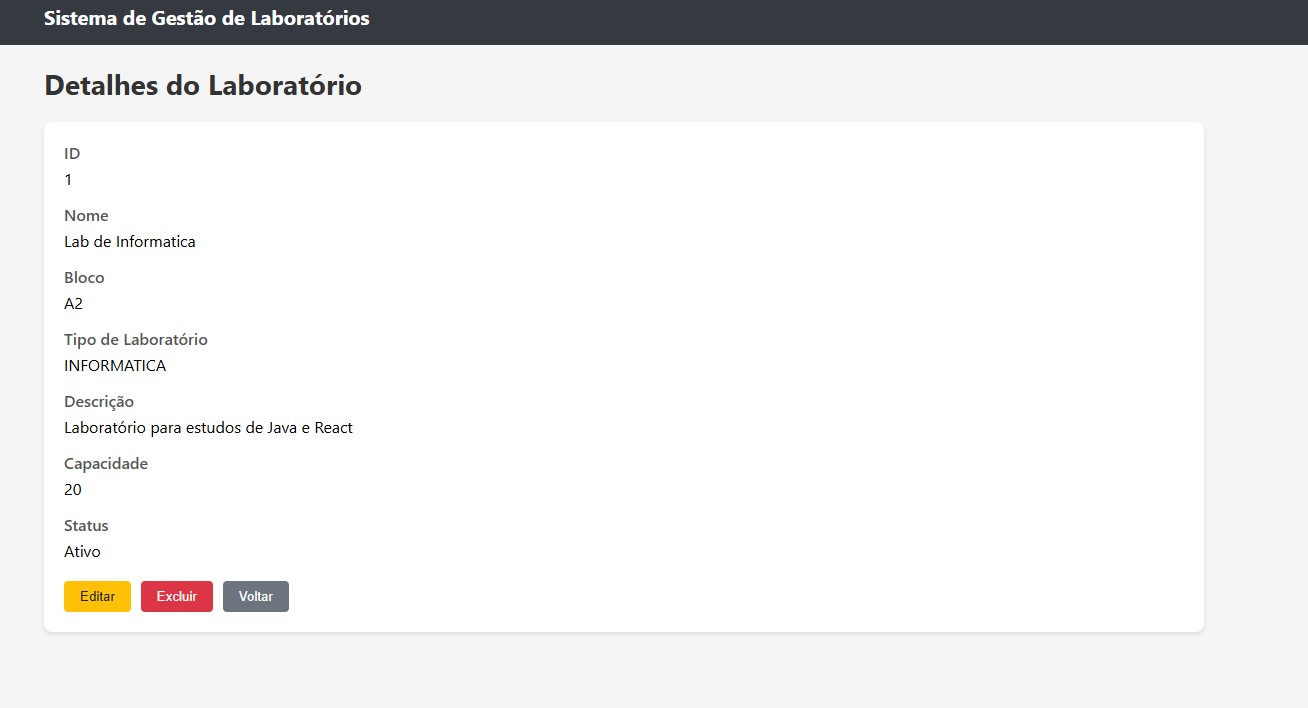 Sistema de Gestão de Laboratórios
Detalhes do Laboratório
ID
1
Nome
Lab de Informatica
Bloco
A2
Tipo de Laboratório
INFORMATICA
Descrição
Laboratório para estudos de Java e React
Capacidade
20
Status
Ativo
Editar Excluir Voltar